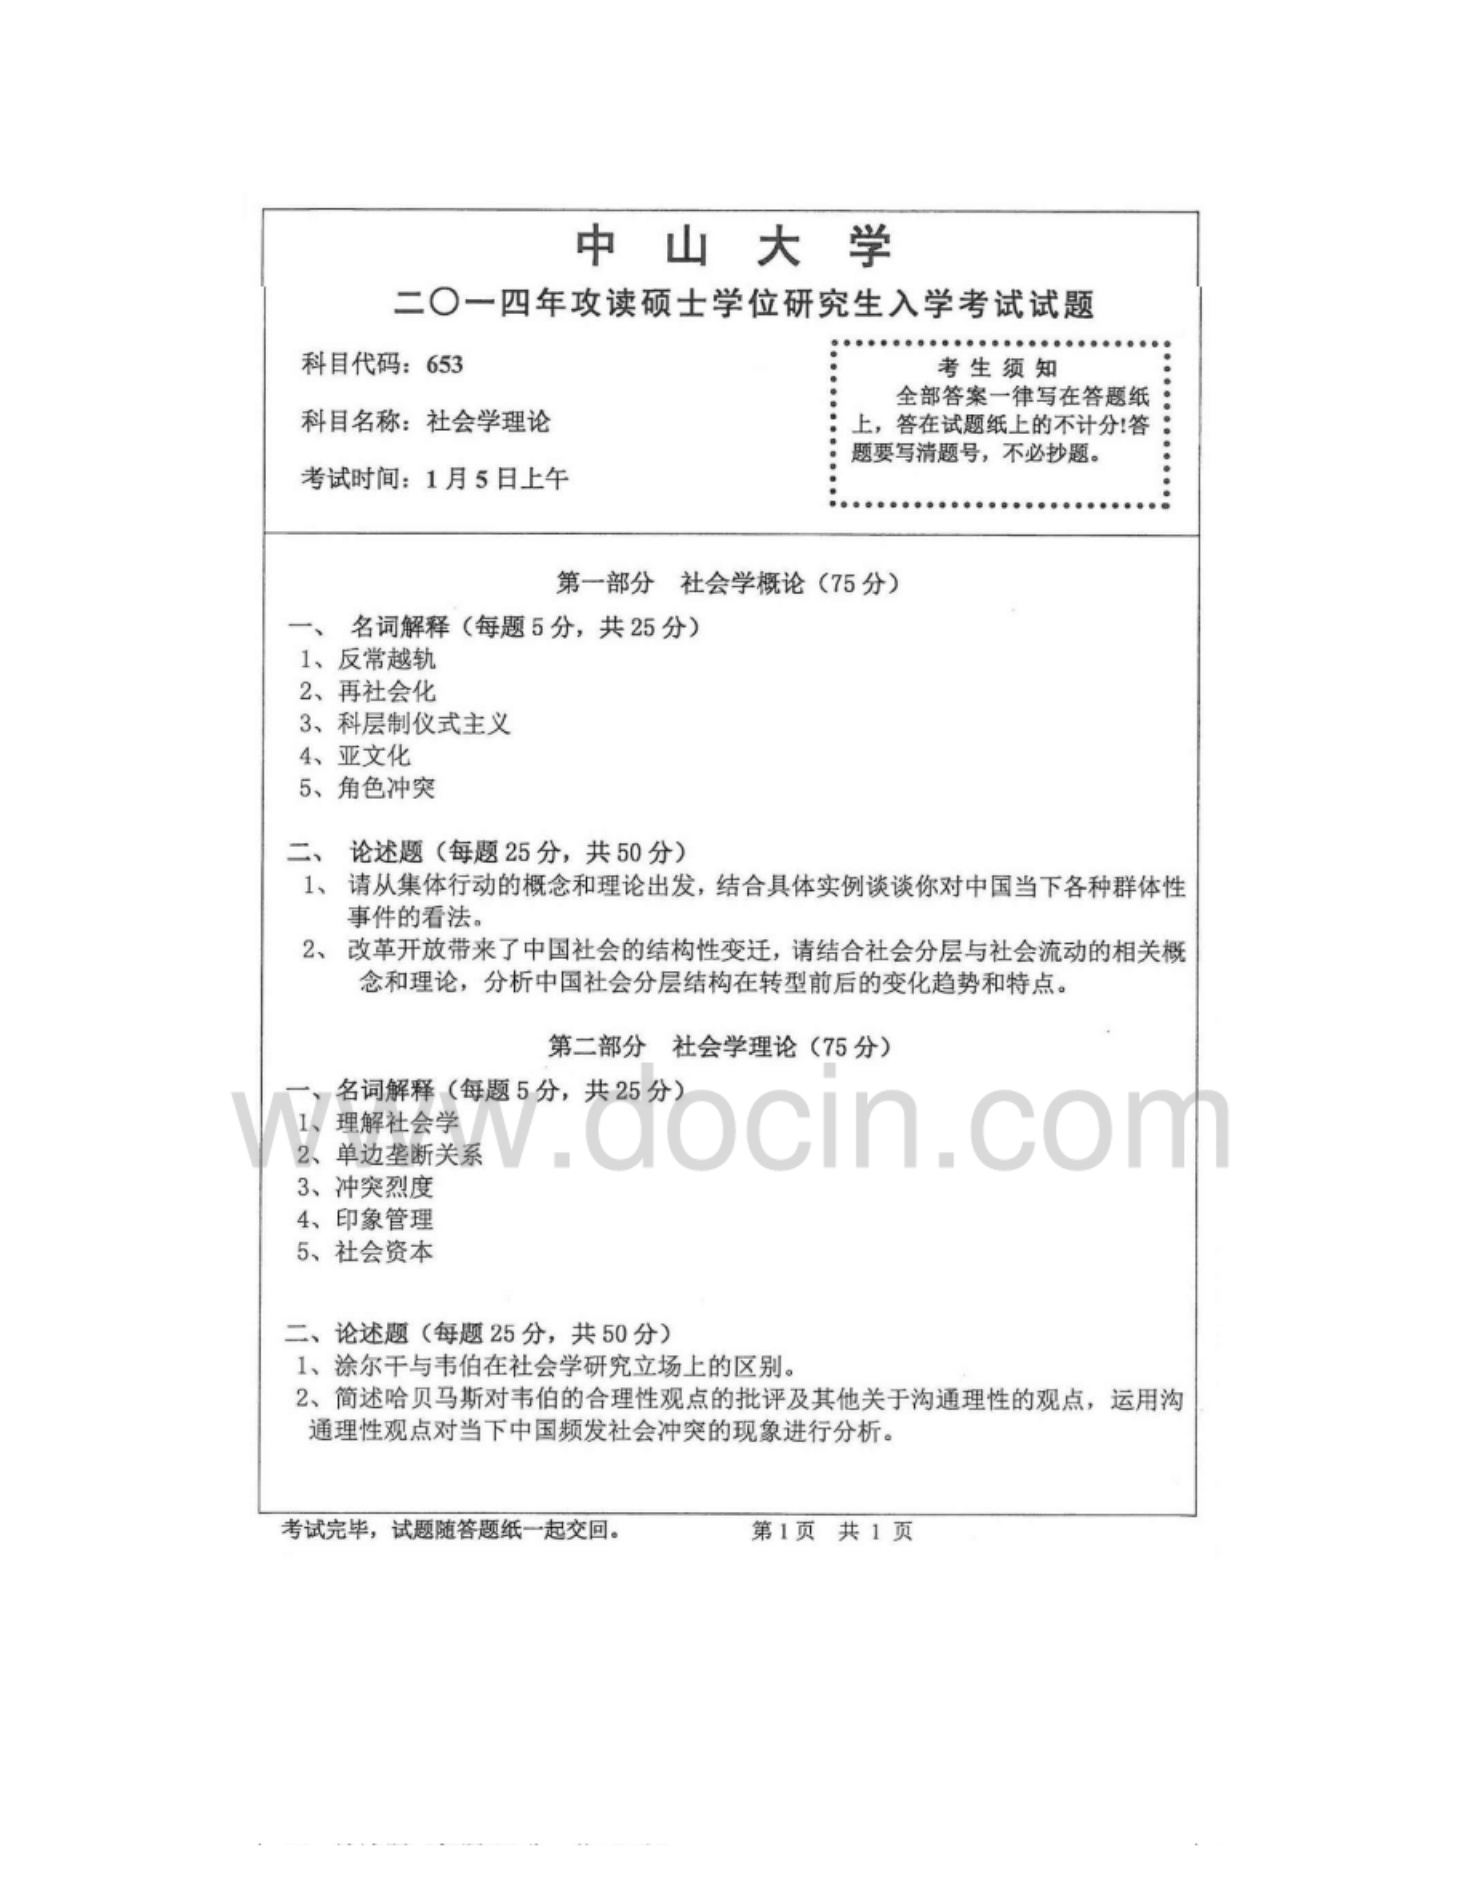 中 山 大 学
二〇一四年攻读硕士学位研究生入学考试试题
科目代码：653
科目名称：社会学理论
考试时间：1 月 5 日上午
考 生 须 知
全部答案一律写在答题纸
上，答在试题纸上的不计分!答
题要写清题号，不必抄题。
第一部分 社会学概论（75 分）
一、 名词解释（每题 5 分，共 25 分）
1、反常越轨
2、再社会化
3、科层制仪式主义
4、亚文化
5、角色冲突
二、 论述题（每题 25 分，共 50 分）
1、 请从集体行动的概念和理论出发，结合具体实例谈谈你对中国当下各种群体性
事件的看法。
2、 改革开放带来了中国社会的结构性变迁，请结合社会分层与社会流动的相关概
念和理论，分析中国社会分层结构在转型前后的变化趋势和特点。
第二部分 社会学理论（75 分）
一、名词解释（每题 5 分，共 25 分）
1、理解社会学
2、单边垄断关系
3、冲突烈度
4、印象管理
5、社会资本
www.docin.com
二、论述题（每题 25 分，共 50 分）
1、涂尔干与韦伯在社会学研究立场上的区别。
2、简述哈贝马斯对韦伯的合理性观点的批评及其他关于沟通理性的观点，运用沟
通理性观点对当下中国频发社会冲突的现象进行分析。
考试完毕，试题随答题纸一起交回。 第 1 页 共 1 页